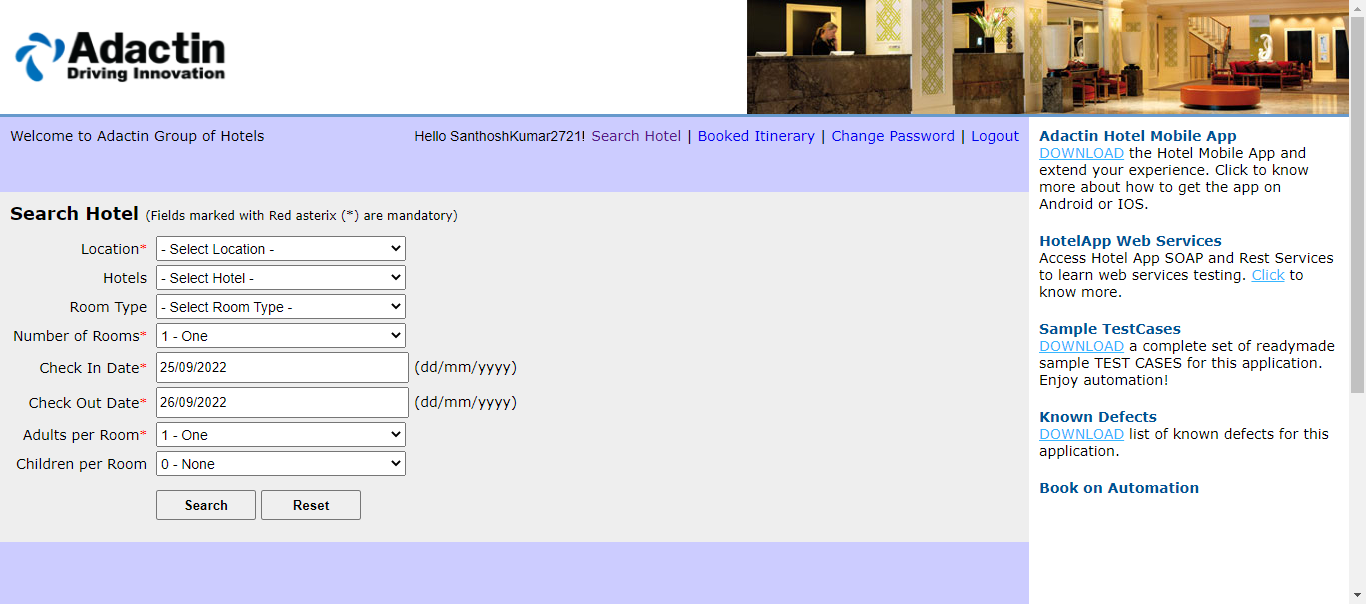 Adactin
Driving Innovation
Welcome to Adactin Group of Hotels
Hello SanthoshKumar2721! Search Hotel | Booked Itinerary | Change Password | Logout
Search Hotel (Fields marked with Red asterix (*) are mandatory)
Location* - Select Location -
Hotels - Select Hotel -
Room Type - Select Room Type -
Number of Rooms* 1 - One
Check In Date* 25/09/2022 (dd/mm/yyyy)
Check Out Date* 26/09/2022 (dd/mm/yyyy)
Adults per Room* 1 - One
Children per Room 0 - None
Search Reset
Adactin Hotel Mobile App
DOWNLOAD the Hotel Mobile App and
extend your experience. Click to know
more about how to get the app on
Android or IOS.
HotelApp Web Services
Access Hotel App SOAP and Rest Services
to learn web services testing. Click to
know more.
Sample TestCases
DOWNLOAD a complete set of readymade
sample TEST CASES for this application.
Enjoy automation!
Known Defects
DOWNLOAD list of known defects for this
application.
Book on Automation